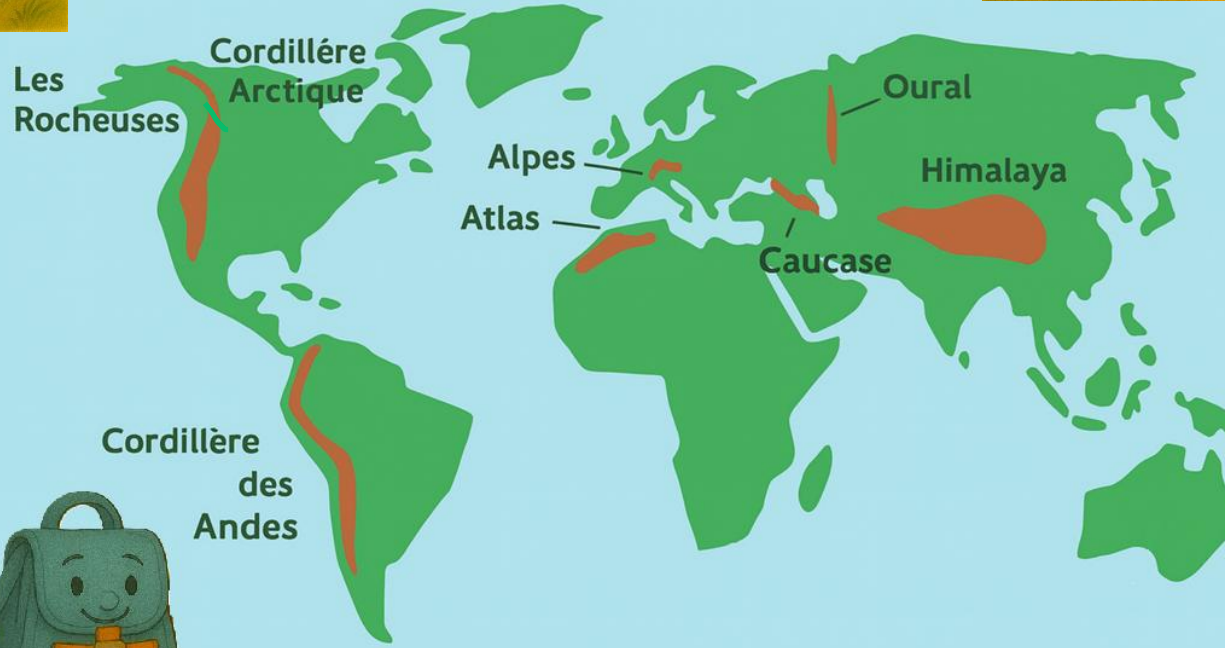 Les
Rocheuses
Cordillére
Arctique
Oural
Alpes
Himalaya
Atlas
Caucase
Cordillère
des
Andes